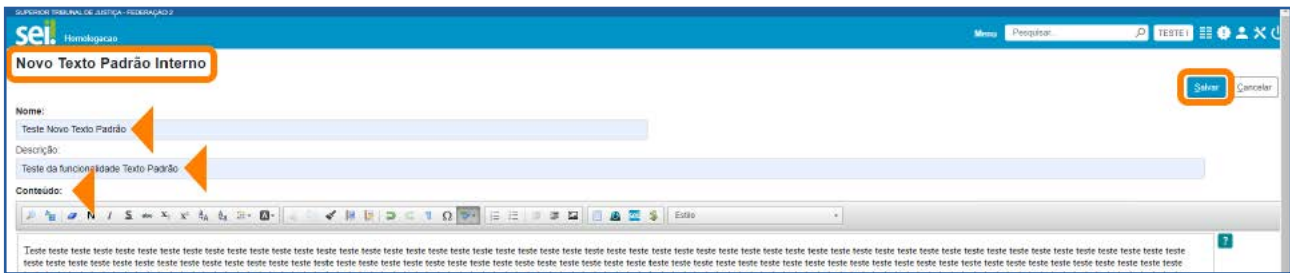 SUPERIOR TRIBUNAL DE JUSTIÇA - FEDERAÇÃO 2
sei! Homologacao Menu Pesquisar... TESTE I
Novo Texto Padrão Interno
Salvar Cancelar
Nome:
Teste Novo Texto Padrão
Descrição:
Teste da funcionalidade Texto Padrão
Conteúdo:
N I S abc X₂ X² Ω SEI $ Estilo
Teste teste teste teste teste teste teste teste teste teste teste teste teste teste teste teste teste teste teste teste teste teste teste teste teste teste teste teste teste teste teste teste teste teste teste teste teste teste teste teste teste teste teste teste teste teste teste teste teste teste teste teste
teste teste teste teste teste teste teste teste teste teste teste teste teste teste teste teste teste teste teste teste teste teste teste teste teste teste teste teste teste teste teste teste teste teste teste teste teste teste teste teste teste teste teste teste teste teste teste teste teste teste teste teste